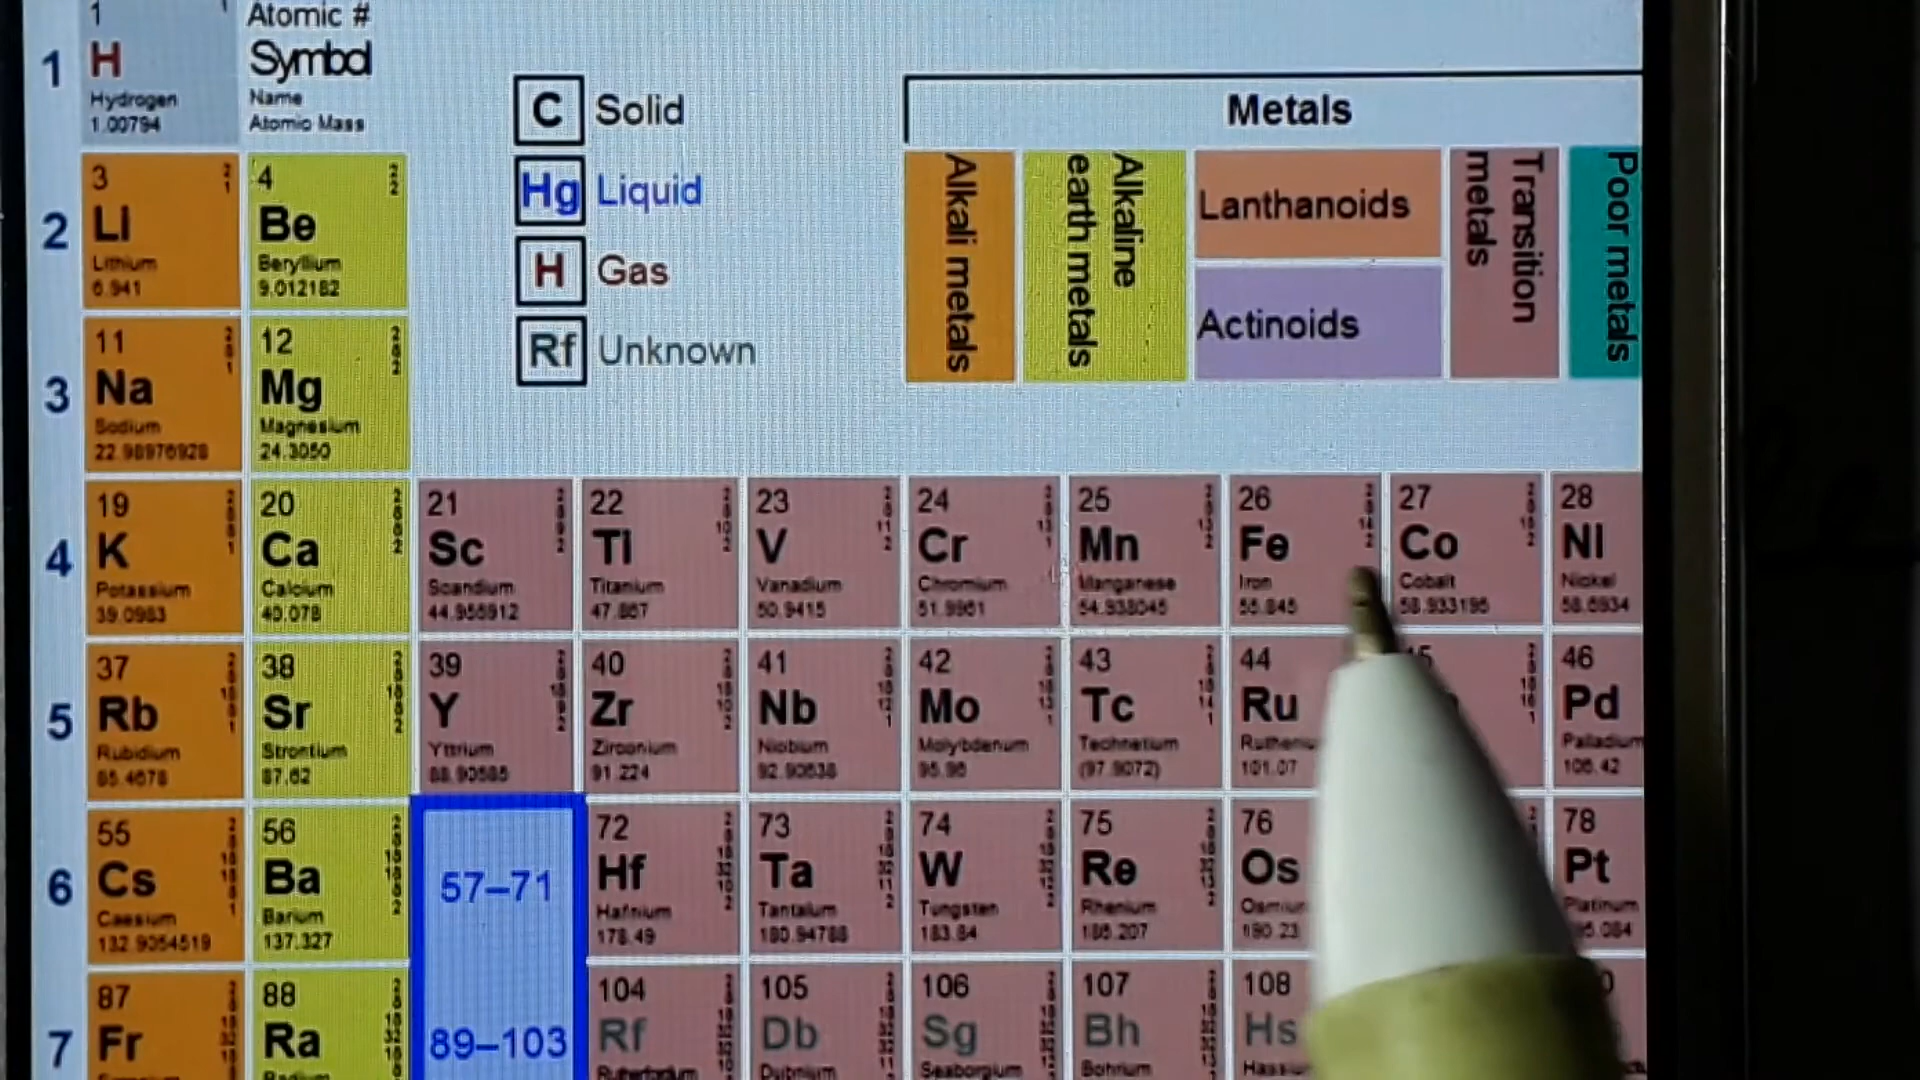 1
Atomic #
1
H
Symbol
Hydrogen
Name
1.00794
Atomic Mass
C Solid
Hg Liquid
H Gas
Rf Unknown
Metals
Alkali metals
Alkaline earth metals
Lanthanoids
Actinoids
Transition metals
Poor metals
2
3 4
Li Be
Lithium Beryllium
6.941 9.012182
3
11 12
Na Mg
Sodium Magnesium
22.98976928 24.3050
4
19 20 21 22 23 24 25 26 27 28
K Ca Sc Ti V Cr Mn Fe Co Ni
Potassium Calcium Scandium Titanium Vanadium Chromium Manganese Iron Cobalt Nickel
39.0983 40.078 44.955912 47.867 50.9415 51.9961 54.938045 55.845 58.933195 58.6934
5
37 38 39 40 41 42 43 44 46
Rb Sr Y Zr Nb Mo Tc Ru Pd
Rubidium Strontium Yttrium Zirconium Niobium Molybdenum Technetium Palladium
85.4678 87.62 88.90585 91.224 92.90638 95.96 (97.9072) 101.07 106.42
6
55 56 57–71 72 73 74 75 76 78
Cs Ba Hf Ta W Re Os Pt
Caesium Barium Hafnium Tantalum Tungsten Rhenium Platinum
132.9054519 137.327 178.49 180.94788 183.84 186.207 190.23
7
87 88 89–103 104 105 106 107 108
Fr Ra Rf Db Sg Bh Hs
Radium Rutherfordium Dubnium Seaborgium Bohrium